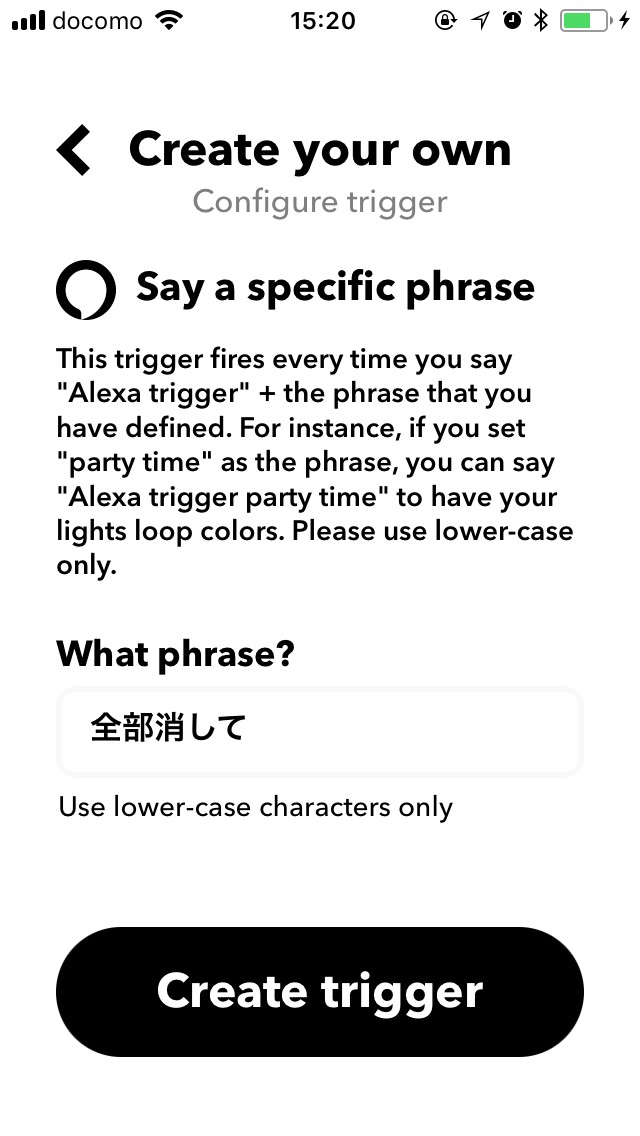 docomo 15:20
Create your own
Configure trigger
Say a specific phrase
This trigger fires every time you say
"Alexa trigger" + the phrase that you
have defined. For instance, if you set
"party time" as the phrase, you can say
"Alexa trigger party time" to have your
lights loop colors. Please use lower-case
only.
What phrase?
全部消して
Use lower-case characters only
Create trigger